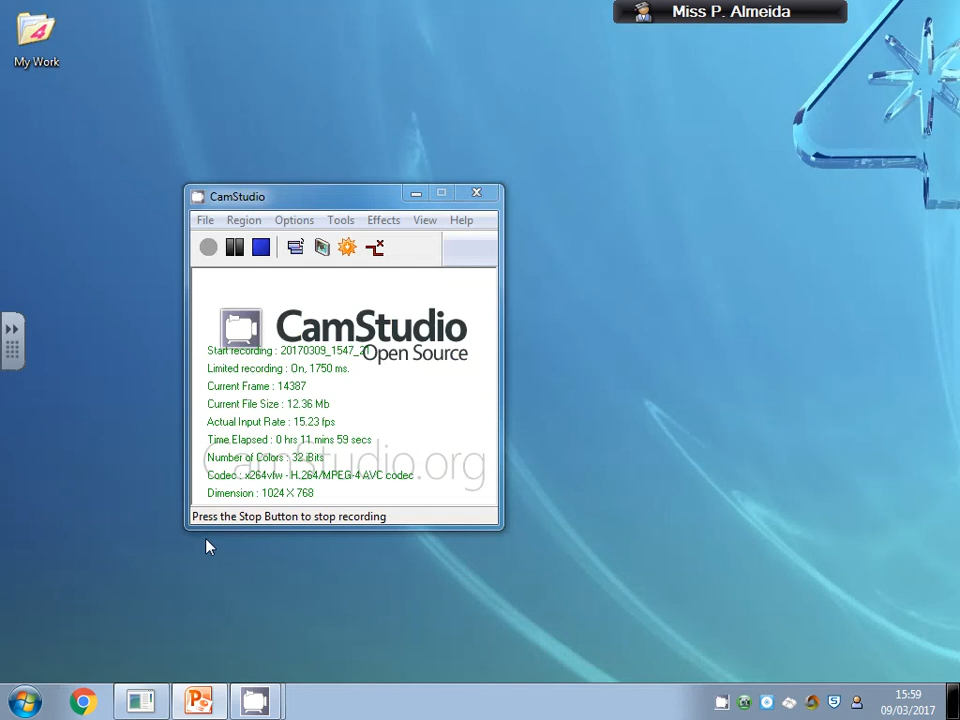 Miss P. Almeida
My Work
CamStudio
File Region Options Tools Effects View Help
CamStudio
Open Source
Start recording : 20170309_1547_21
Limited recording : On, 1750 ms.
Current Frame : 14387
Current File Size : 12.36 Mb
Actual Input Rate : 15.23 fps
Time Elapsed : 0 hrs 11 mins 59 secs
Number of Colors : 32 Bits
CamStudio.org
Codec : x264vfw - H.264/MPEG-4 AVC codec
Dimension : 1024 X 768
Press the Stop Button to stop recording
15:59
09/03/2017